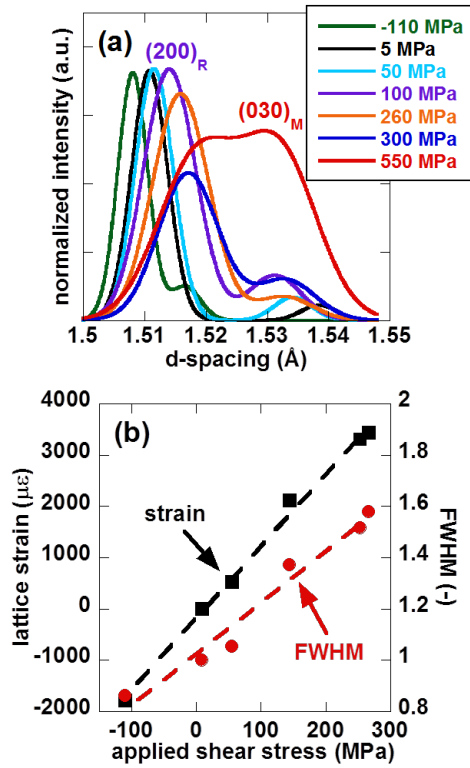 (a)
(200)R
(030)M
-110 MPa
5 MPa
50 MPa
100 MPa
260 MPa
300 MPa
550 MPa
normalized intensity (a.u.)
1.5 1.51 1.52 1.53 1.54 1.55
d-spacing (Å)
(b)
4000
3000
2000
1000
0
-1000
-2000
lattice strain (με)
strain
FWHM
2
1.8
1.6
1.4
1.2
1
0.8
FWHM (-)
-100 0 100 200 300
applied shear stress (MPa)